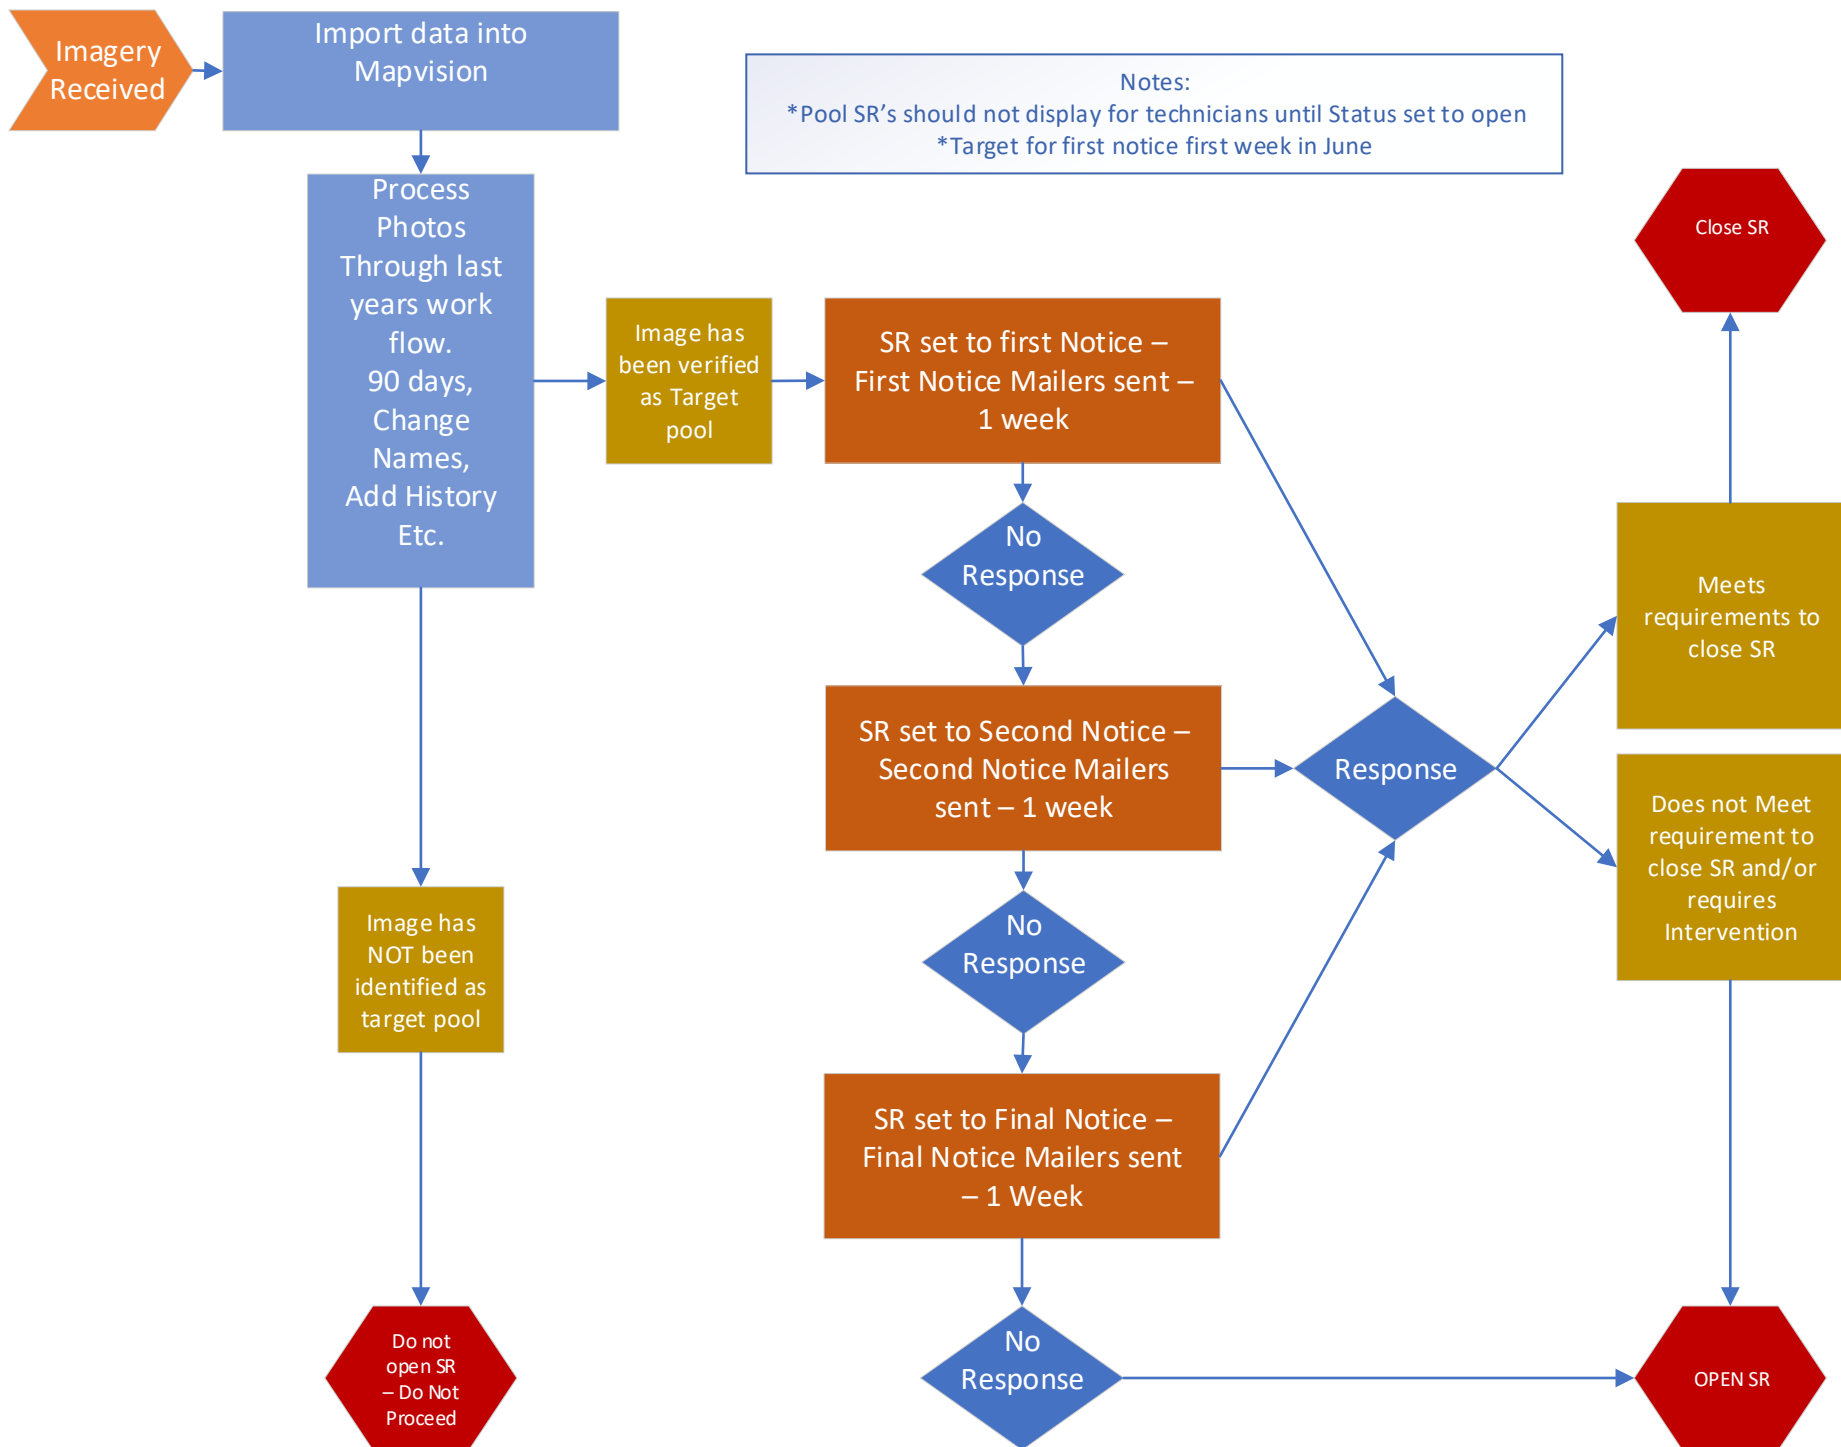 Imagery
Received
Import data into
Mapvision
Notes:
*Pool SR's should not display for technicians until Status set to open
*Target for first notice first week in June
Process
Photos
Through last
years work
flow.
90 days,
Change
Names,
Add History
Etc.
Image has
been verified
as Target
pool
SR set to first Notice –
First Notice Mailers sent –
1 week
No
Response
SR set to Second Notice –
Second Notice Mailers
sent – 1 week
No
Response
SR set to Final Notice –
Final Notice Mailers sent
– 1 Week
No
Response
Response
Close SR
Meets
requirements to
close SR
Does not Meet
requirement to
close SR and/or
requires
Intervention
OPEN SR
Image has
NOT been
identified as
target pool
Do not
open SR
– Do Not
Proceed